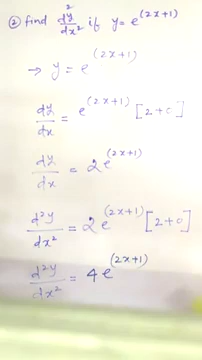 ② find d²y/dx² if y = e^(2x+1)
→ y = e^(2x+1)
dy/dx = e^(2x+1) [2+0]
dy/dx = 2e^(2x+1)
d²y/dx² = 2e^(2x+1) [2+0]
d²y/dx² = 4e^(2x+1)